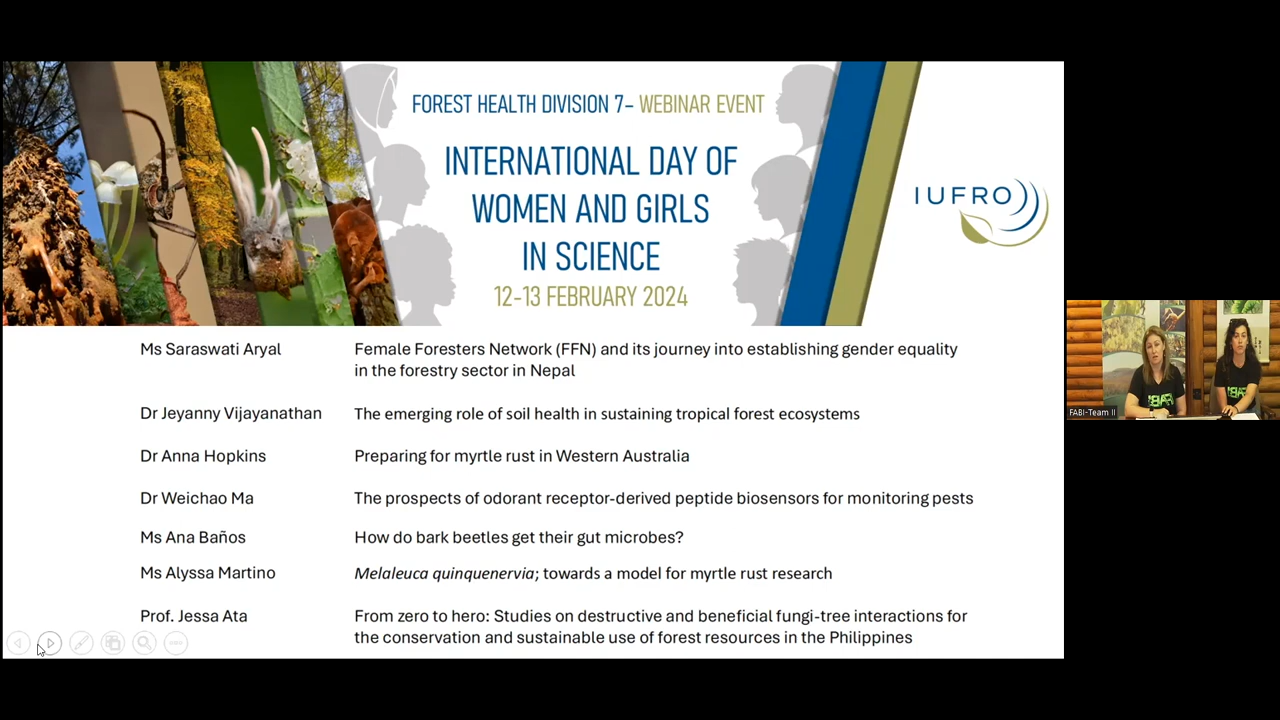 FOREST HEALTH DIVISION 7– WEBINAR EVENT
INTERNATIONAL DAY OF
WOMEN AND GIRLS
IN SCIENCE
12-13 FEBRUARY 2024
IUFRO
Ms Saraswati Aryal
Female Foresters Network (FFN) and its journey into establishing gender equality
in the forestry sector in Nepal
Dr Jeyanny Vijayanathan
The emerging role of soil health in sustaining tropical forest ecosystems
Dr Anna Hopkins
Preparing for myrtle rust in Western Australia
Dr Weichao Ma
The prospects of odorant receptor-derived peptide biosensors for monitoring pests
Ms Ana Baños
How do bark beetles get their gut microbes?
Ms Alyssa Martino
Melaleuca quinquenervia; towards a model for myrtle rust research
Prof. Jessa Ata
From zero to hero: Studies on destructive and beneficial fungi-tree interactions for
the conservation and sustainable use of forest resources in the Philippines
FABI-Team II